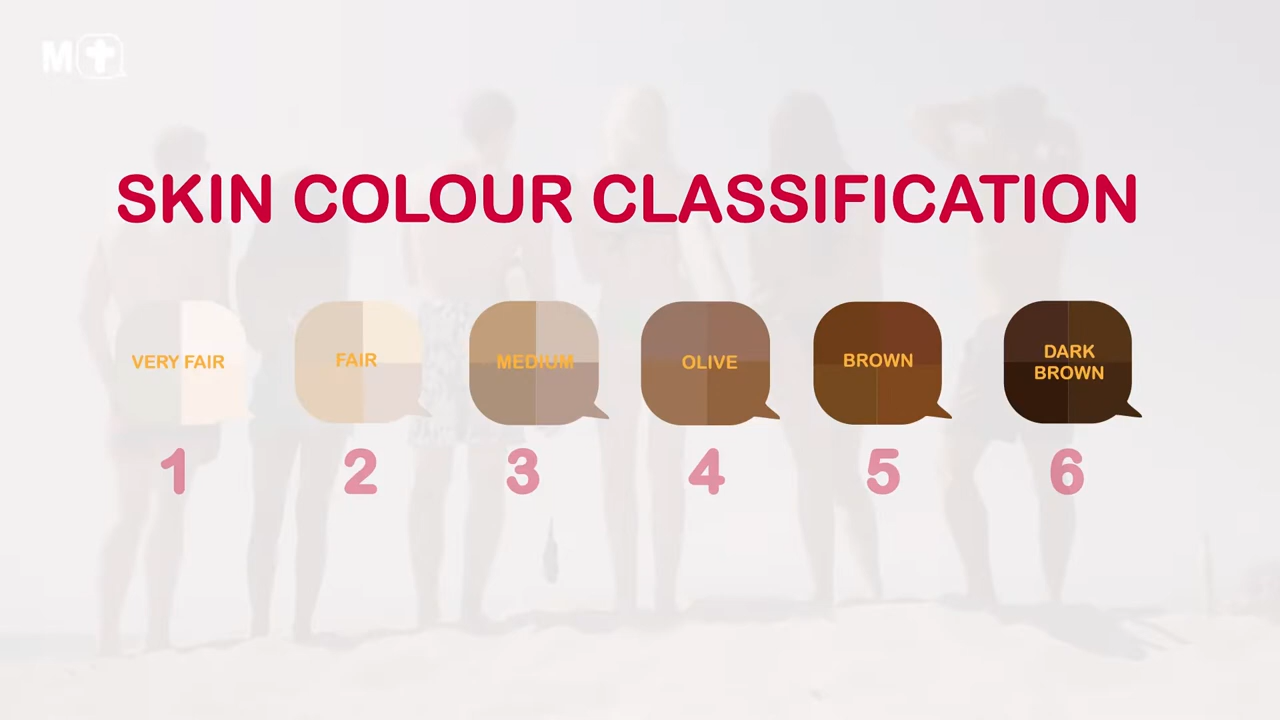 M
SKIN COLOUR CLASSIFICATION
VERY FAIR
FAIR
MEDIUM
OLIVE
BROWN
DARK
BROWN
1
2
3
4
5
6